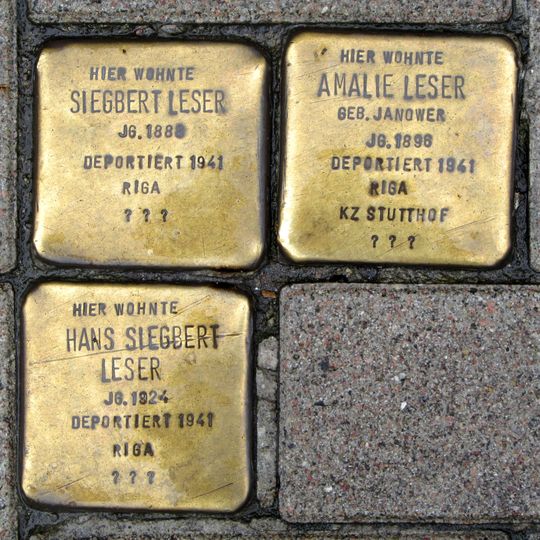 HIER WOHNTE
SIEGBERT LESER
JG. 1888
DEPORTIERT 1941
RIGA
? ? ?
HIER WOHNTE
AMALIE LESER
GEB. JANOWER
JG. 1896
DEPORTIERT 1941
RIGA
KZ STUTTHOF
? ? ?
HIER WOHNTE
HANS SIEGBERT
LESER
JG. 1924
DEPORTIERT 1941
RIGA
? ? ?